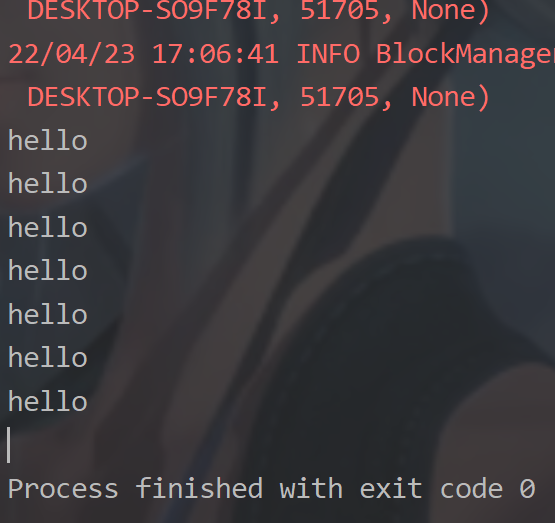 DESKTOP-SO9F78I, 51705, None)
22/04/23 17:06:41 INFO BlockManager
DESKTOP-SO9F78I, 51705, None)
hello
hello
hello
hello
hello
hello
hello
Process finished with exit code 0